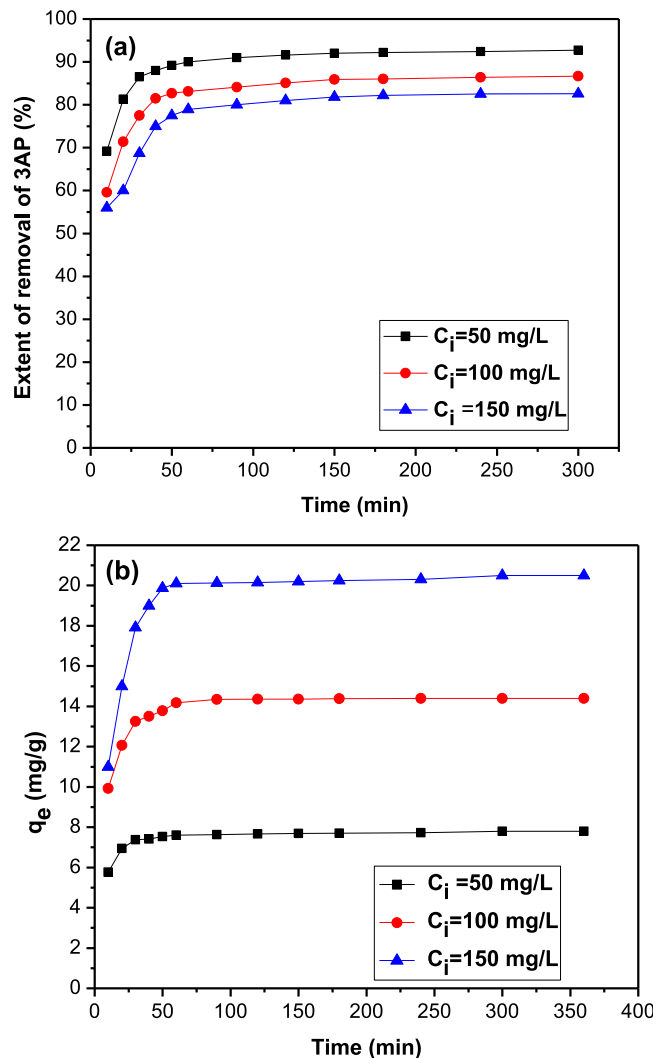 (a)
100
90
80
70
60
50
40
30
20
10
0
Extent of removal of 3AP (%)
C_i=50 mg/L
C_i=100 mg/L
C_i =150 mg/L
0 50 100 150 200 250 300
Time (min)
(b)
22
20
18
16
14
12
10
8
6
4
2
0
q_e (mg/g)
C_i =50 mg/L
C_i=100 mg/L
C_i=150 mg/L
0 50 100 150 200 250 300 350 400
Time (min)